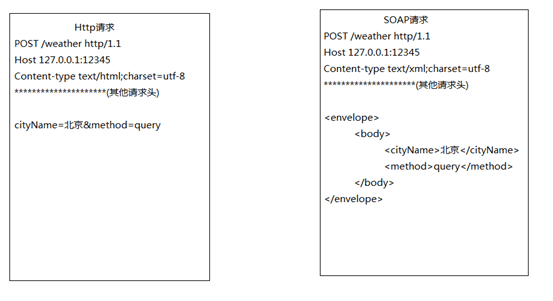 Http请求
POST /weather http/1.1
Host 127.0.0.1:12345
Content-type text/html;charset=utf-8
*********************(其他请求头)
cityName=北京&method=query
SOAP请求
POST /weather http/1.1
Host 127.0.0.1:12345
Content-type text/xml;charset=utf-8
*********************(其他请求头)
<envelope>
<body>
<cityName>北京</cityName>
<method>query</method>
</body>
</envelope>